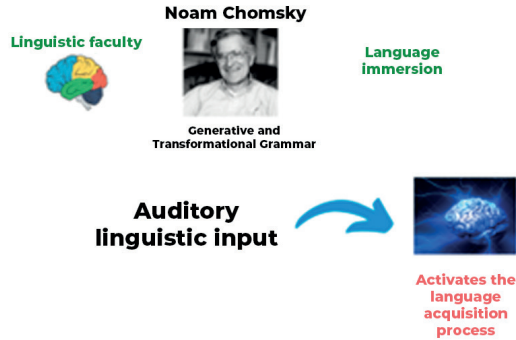 Noam Chomsky
Linguistic faculty
Language
immersion
Generative and
Transformational Grammar
Auditory
linguistic input
Activates the
language
acquisition
process